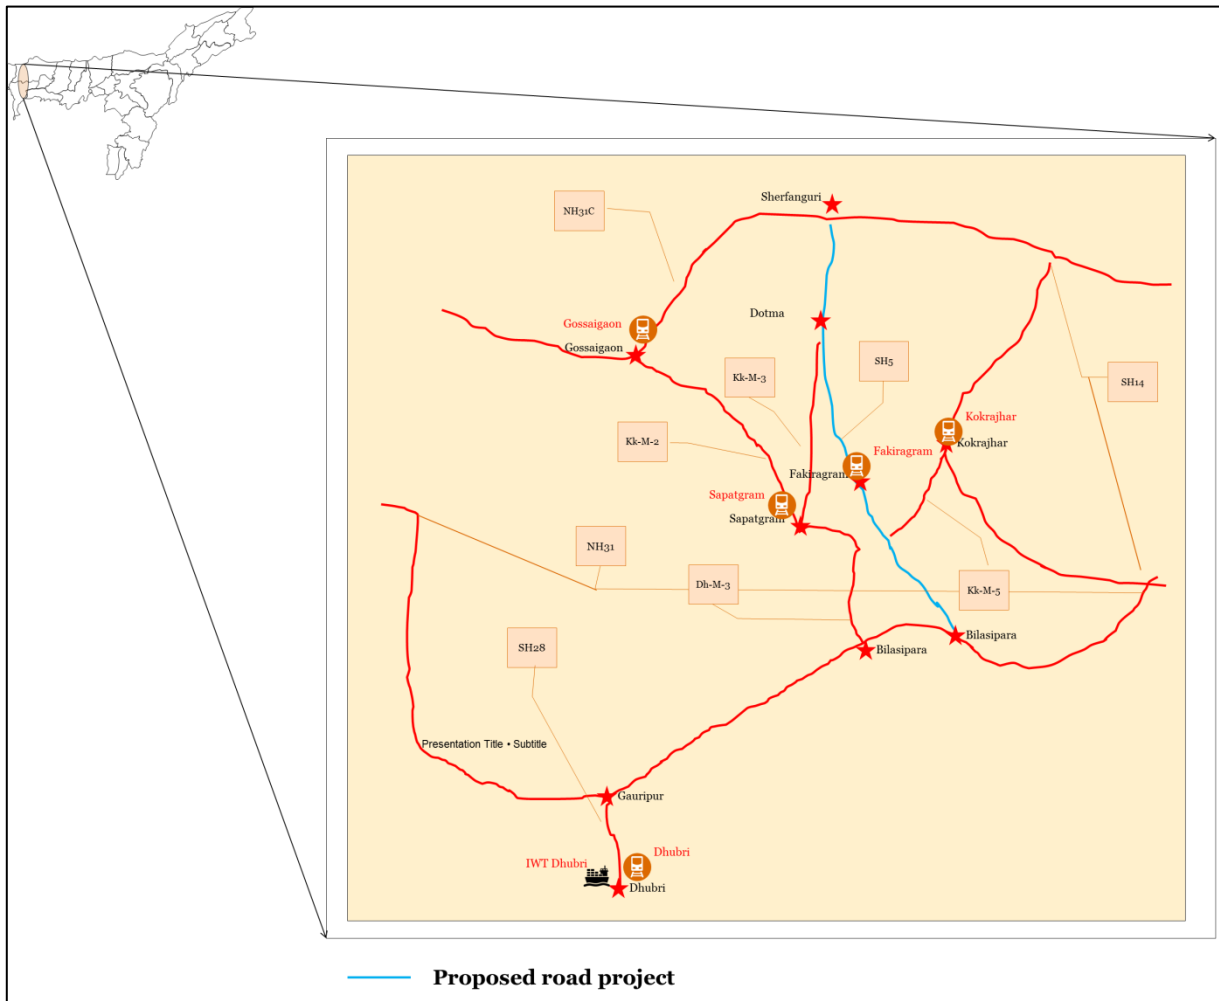 Sherfanguri
NH31C
Dotma
Gossaigaon
Gossaigaon
Kk-M-3
SH5
SH14
Kokrajhar
Kokrajhar
Kk-M-2
Fakiragram
Fakiragram
Sapatgram
Sapatgram
NH31
Dh-M-3
Kk-M-5
Bilasipara
Bilasipara
SH28
Presentation Title • Subtitle
Gauripur
Dhubri
IWT Dhubri
Dhubri
Proposed road project